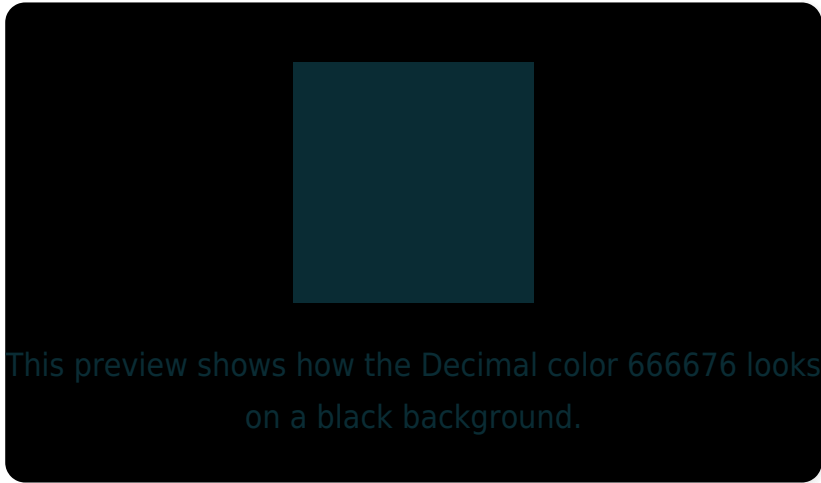 This preview shows how the Decimal color 666676 looks
on a black background.